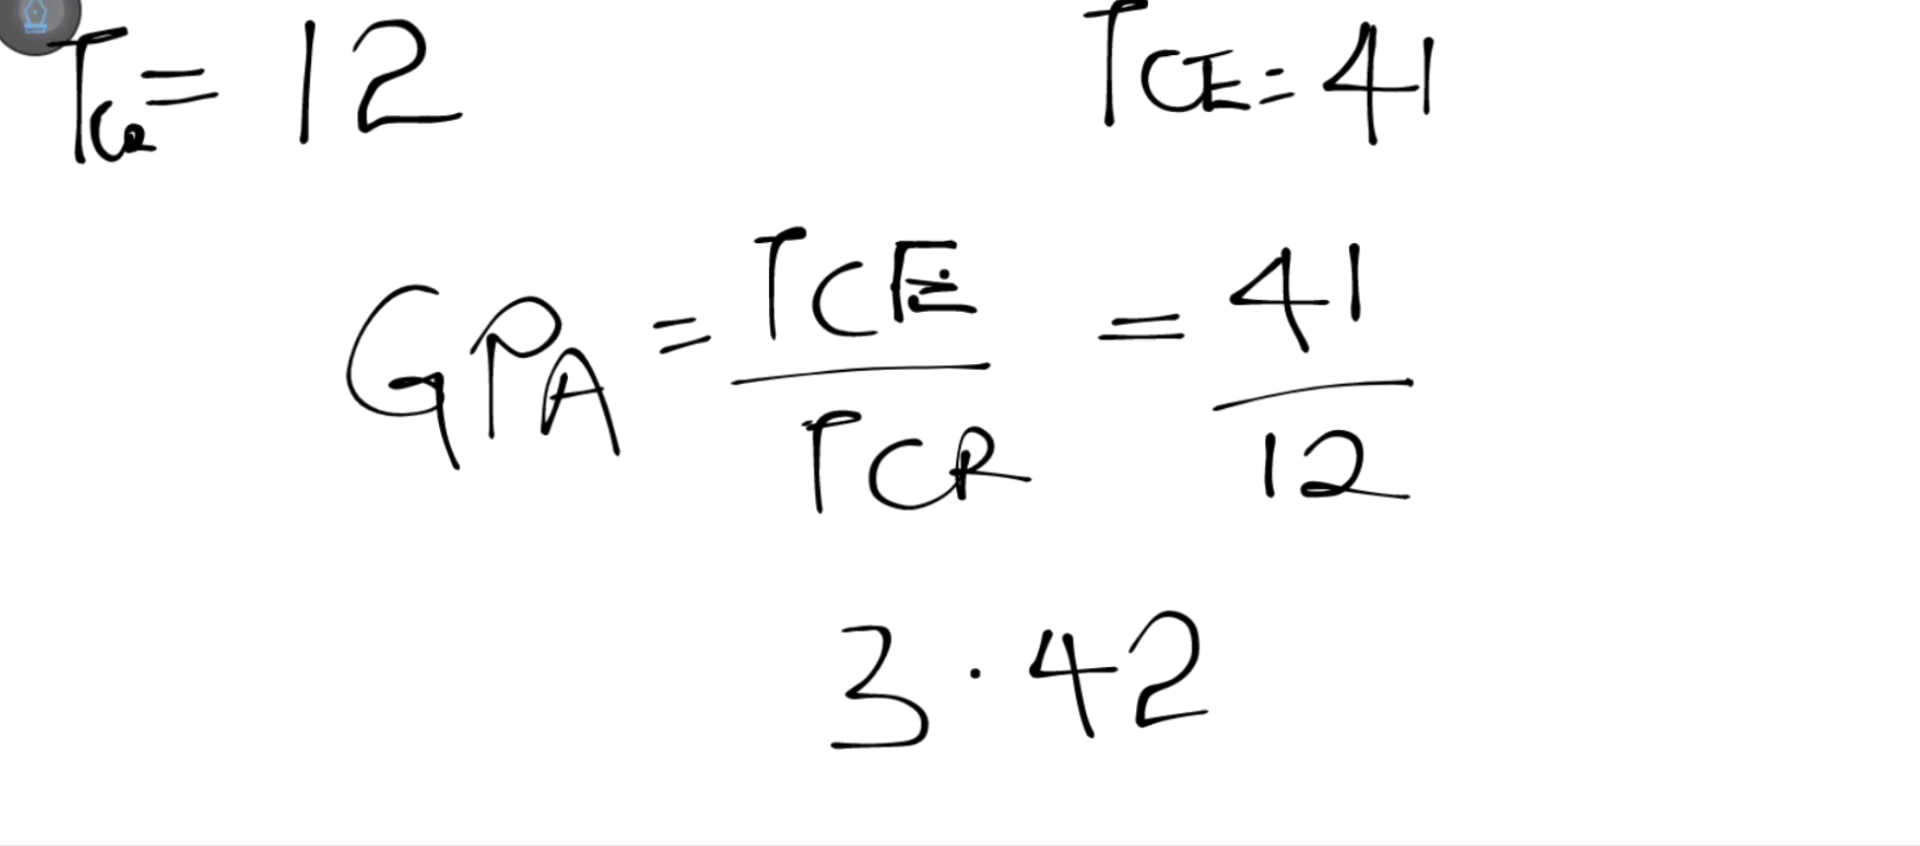 TCR = 12 TCE = 41
GPA = TCE / TCR = 41 / 12
3.42